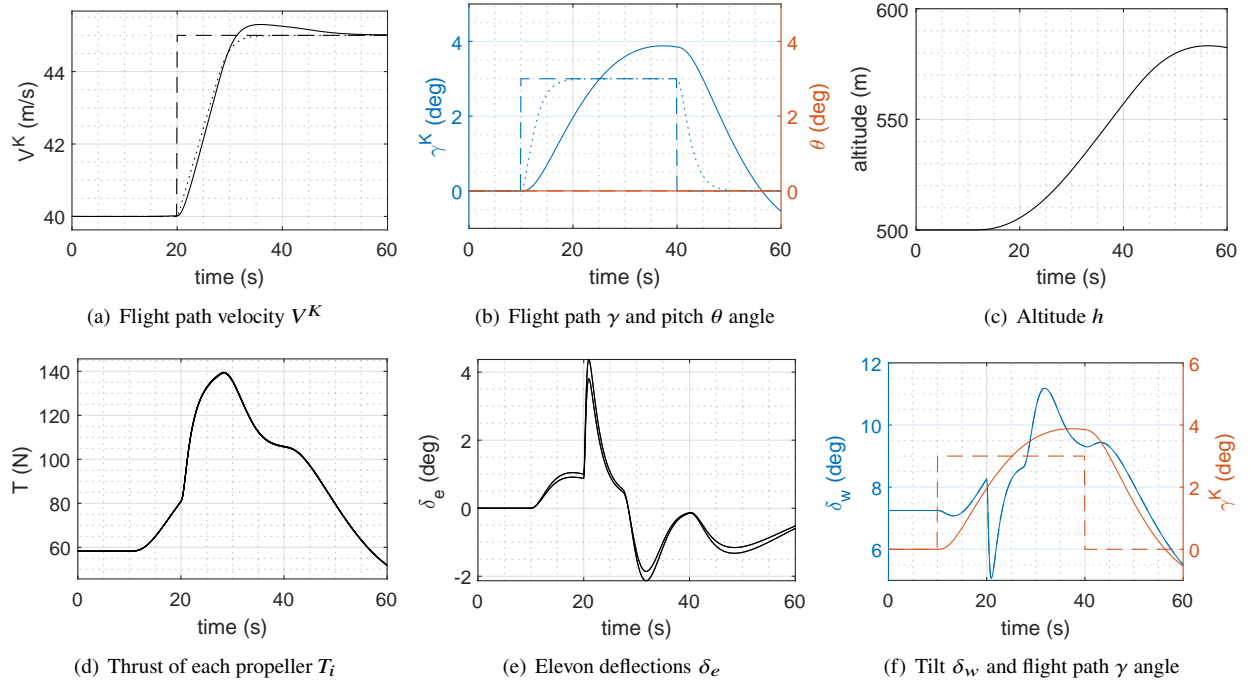 44
42
40
V^K (m/s)
0 20 40 60
time (s)
(a) Flight path velocity V^K
4
2
0
γ^K (deg)
4
2
0
θ (deg)
0 20 40 60
time (s)
(b) Flight path γ and pitch θ angle
600
550
500
altitude (m)
0 20 40 60
time (s)
(c) Altitude h
140
120
100
80
60
T (N)
0 20 40 60
time (s)
(d) Thrust of each propeller T_i
4
2
0
-2
δ_e (deg)
0 20 40 60
time (s)
(e) Elevon deflections δ_e
12
10
8
6
δ_w (deg)
6
4
2
0
γ^K (deg)
0 20 40 60
time (s)
(f) Tilt δ_w and flight path γ angle